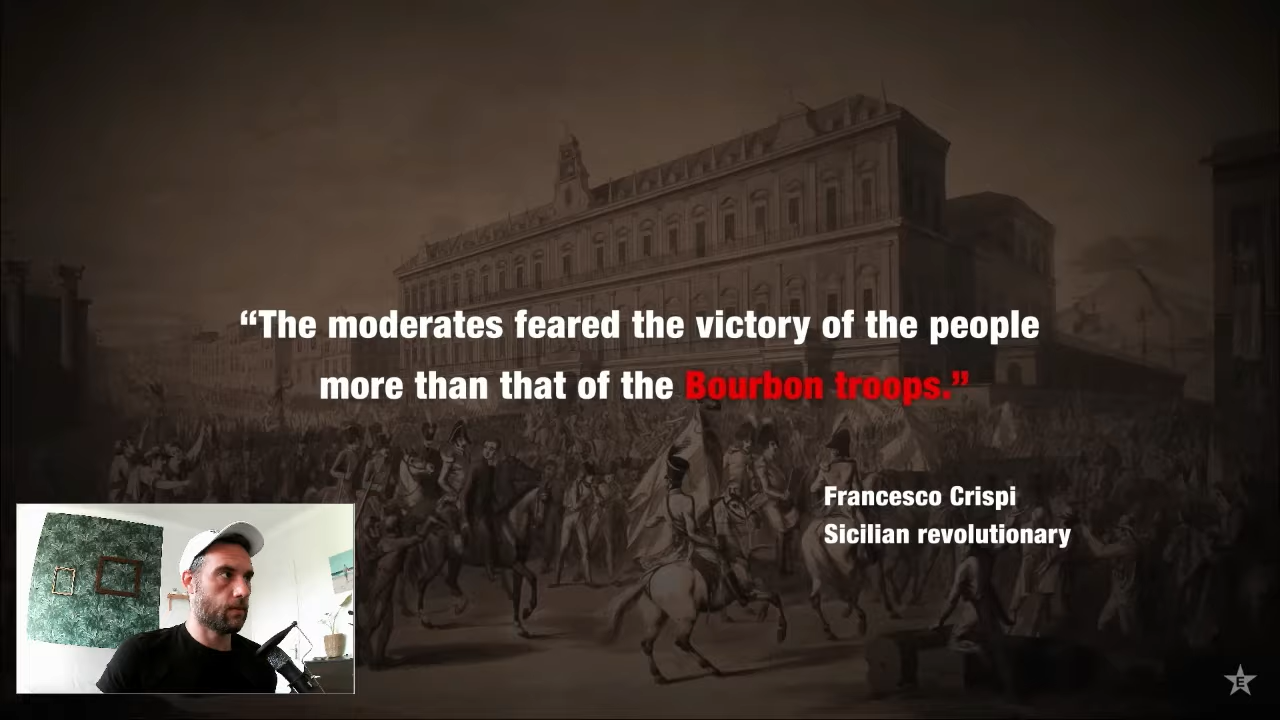 “The moderates feared the victory of the people
more than that of the Bourbon troops.”
Francesco Crispi
Sicilian revolutionary
E